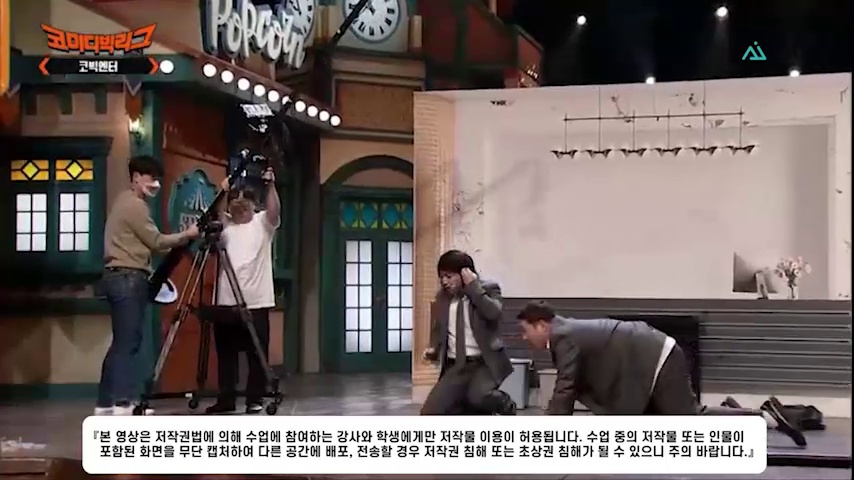 코미디빅리그
코빅엔터
POPCORN
『본 영상은 저작권법에 의해 수업에 참여하는 강사와 학생에게만 저작물 이용이 허용됩니다. 수업 중의 저작물 또는 인물이
포함된 화면을 무단 캡처하여 다른 공간에 배포, 전송할 경우 저작권 침해 또는 초상권 침해가 될 수 있으니 주의 바랍니다.』